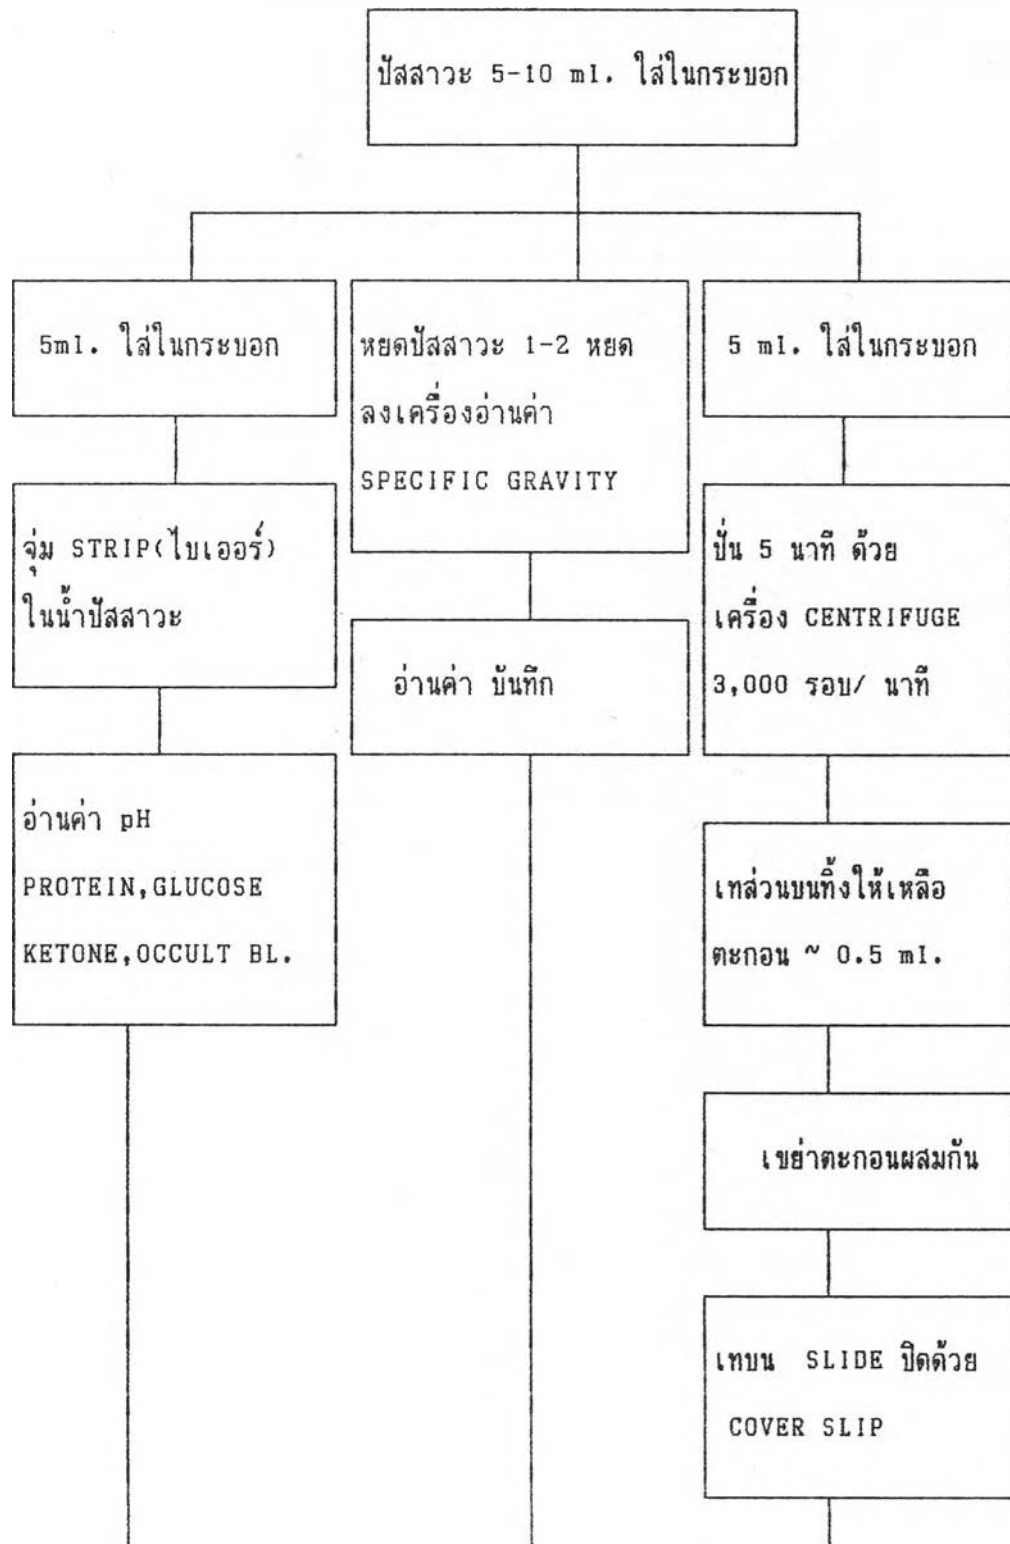 ปัสสาวะ 5-10 ml. ใส่ในกระบอก
5ml. ใส่ในกระบอก
จุ่ม STRIP(ไบเออร์)
ในน้ำปัสสาวะ
อ่านค่า pH
PROTEIN,GLUCOSE
KETONE,OCCULT BL.
หยดปัสสาวะ 1-2 หยด
ลงเครื่องอ่านค่า
SPECIFIC GRAVITY
อ่านค่า บันทึก
5 ml. ใส่ในกระบอก
ปั่น 5 นาที ด้วย
เครื่อง CENTRIFUGE
3,000 รอบ/ นาที
เทส่วนบนทิ้งให้เหลือ
ตะกอน ~ 0.5 ml.
เขย่าตะกอนผสมกัน
เทบน SLIDE ปิดด้วย
COVER SLIP